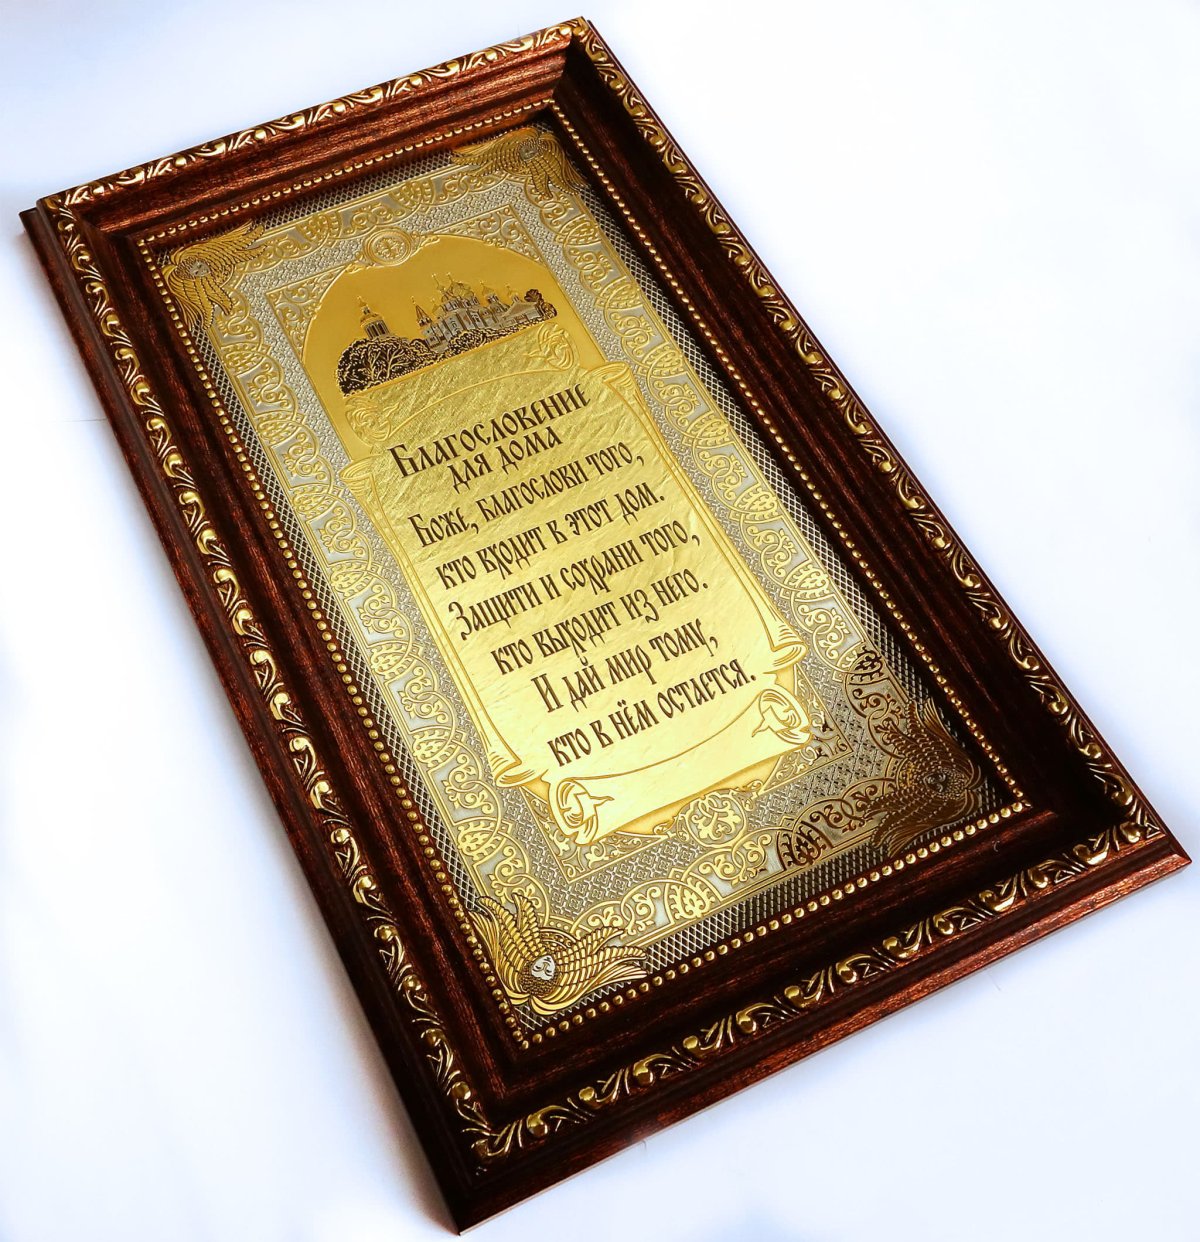 Благословение
для дома
Боже, благослови того,
кто входит в этот дом.
Защити и сохрани того,
кто выходит из него.
И дай мир тому,
кто в нём остается.